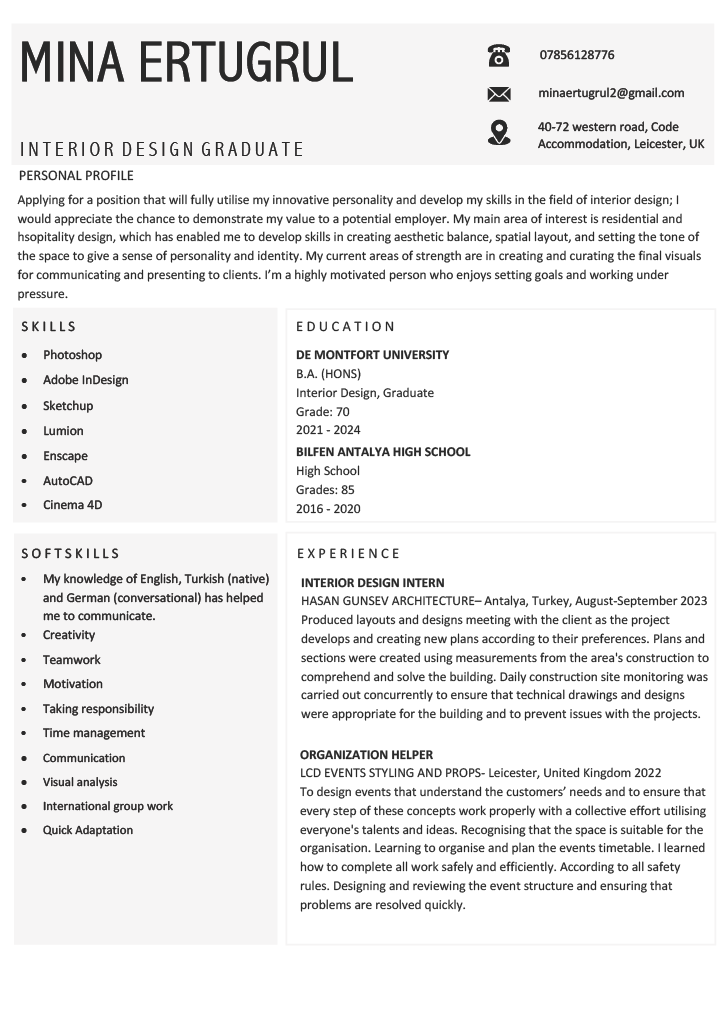 MINA ERTUGRUL
INTERIOR DESIGN GRADUATE
07856128776
minaertugrul2@gmail.com
40-72 western road, Code
Accommodation, Leicester, UK
PERSONAL PROFILE
Applying for a position that will fully utilise my innovative personality and develop my skills in the field of interior design; I
would appreciate the chance to demonstrate my value to a potential employer. My main area of interest is residential and
hsopitality design, which has enabled me to develop skills in creating aesthetic balance, spatial layout, and setting the tone of
the space to give a sense of personality and identity. My current areas of strength are in creating and curating the final visuals
for communicating and presenting to clients. I'm a highly motivated person who enjoys setting goals and working under
pressure.
SKILLS
• Photoshop
• Adobe InDesign
• Sketchup
• Lumion
• Enscape
• AutoCAD
• Cinema 4D
EDUCATION
DE MONTFORT UNIVERSITY
B.A. (HONS)
Interior Design, Graduate
Grade: 70
2021 - 2024
BILFEN ANTALYA HIGH SCHOOL
High School
Grades: 85
2016 - 2020
SOFTSKILLS
• My knowledge of English, Turkish (native)
and German (conversational) has helped
me to communicate.
• Creativity
• Teamwork
• Motivation
• Taking responsibility
• Time management
• Communication
• Visual analysis
• International group work
• Quick Adaptation
EXPERIENCE
INTERIOR DESIGN INTERN
HASAN GUNSEV ARCHITECTURE– Antalya, Turkey, August-September 2023
Produced layouts and designs meeting with the client as the project
develops and creating new plans according to their preferences. Plans and
sections were created using measurements from the area's construction to
comprehend and solve the building. Daily construction site monitoring was
carried out concurrently to ensure that technical drawings and designs
were appropriate for the building and to prevent issues with the projects.
ORGANIZATION HELPER
LCD EVENTS STYLING AND PROPS- Leicester, United Kingdom 2022
To design events that understand the customers' needs and to ensure that
every step of these concepts work properly with a collective effort utilising
everyone's talents and ideas. Recognising that the space is suitable for the
organisation. Learning to organise and plan the events timetable. I learned
how to complete all work safely and efficiently. According to all safety
rules. Designing and reviewing the event structure and ensuring that
problems are resolved quickly.